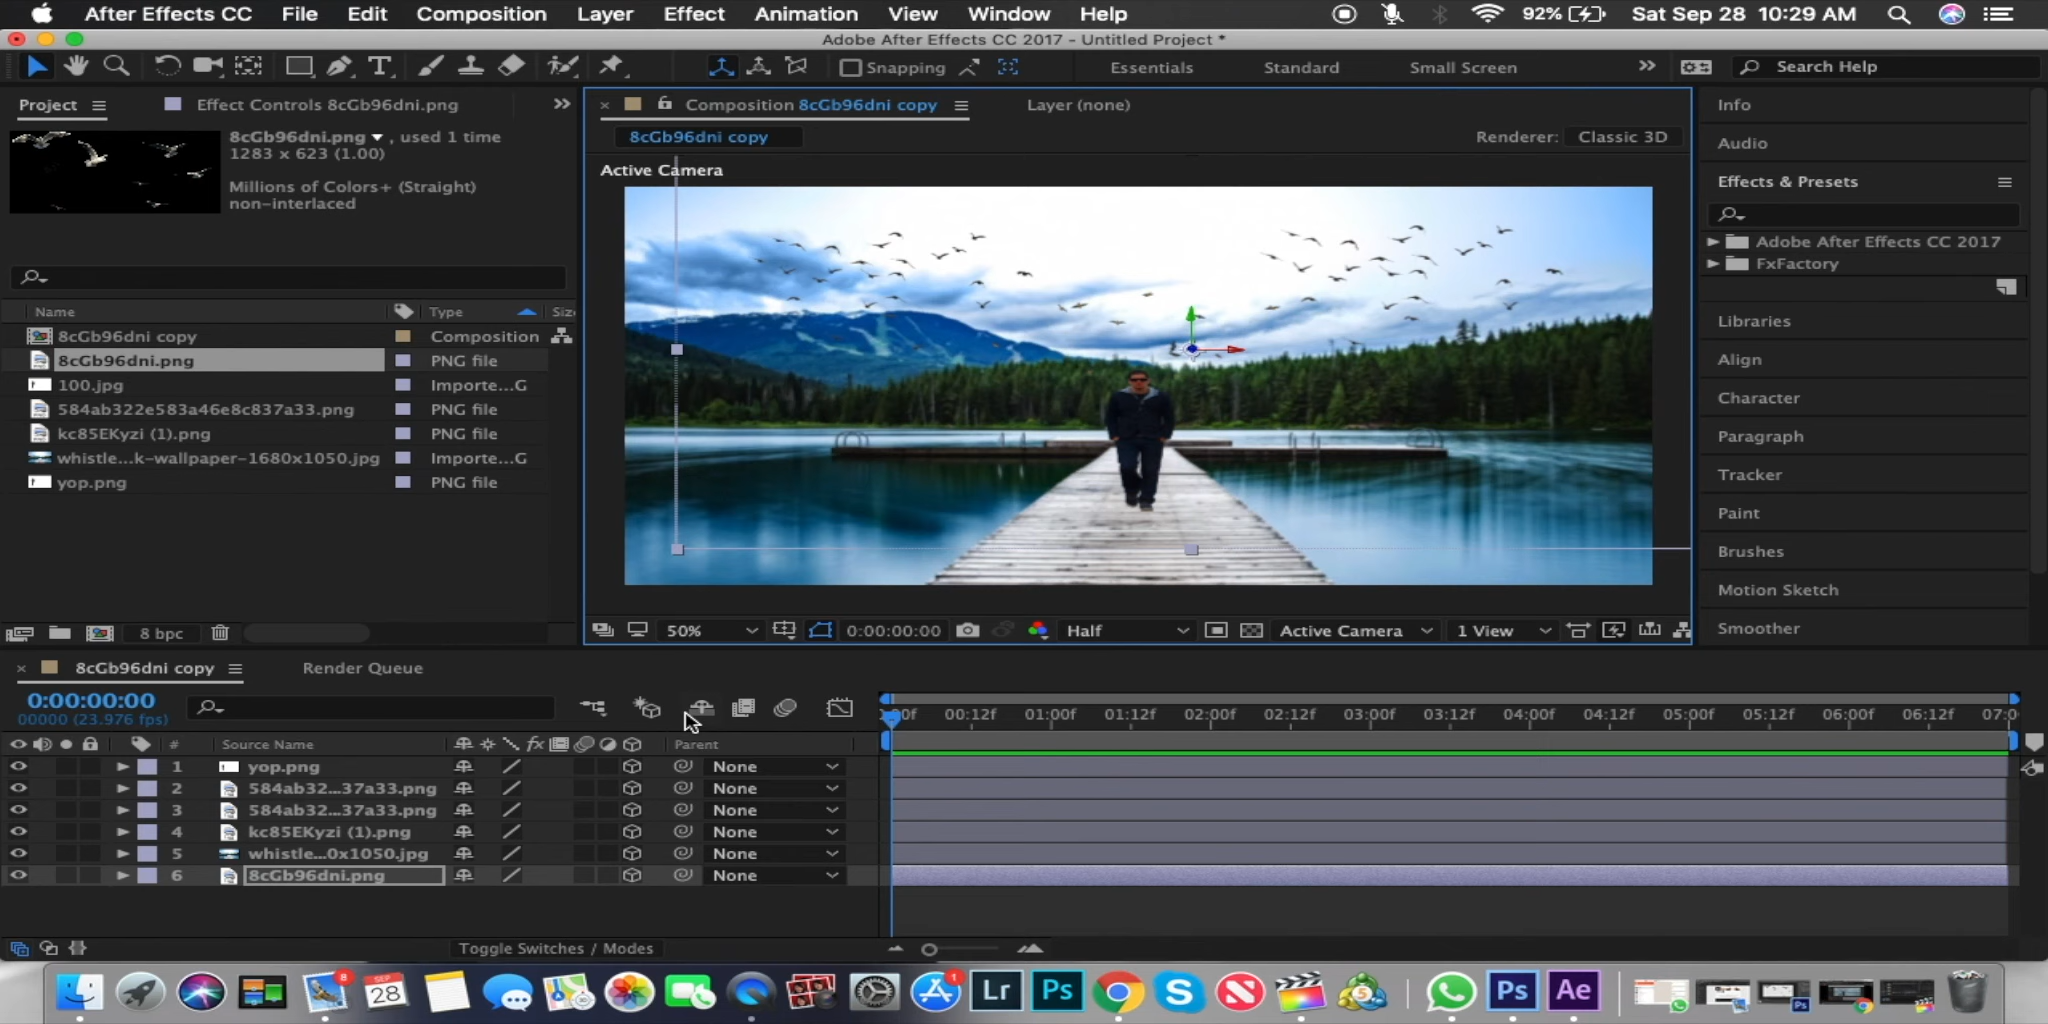 After Effects CC File Edit Composition Layer Effect Animation View Window Help 92% Sat Sep 28 10:29 AM
Adobe After Effects CC 2017 - Untitled Project *
Snapping Essentials Standard Small Screen Search Help
Project Effect Controls 8cGb96dni.png
Composition 8cGb96dni copy Layer (none)
8cGb96dni.png , used 1 time
1283 x 623 (1.00)
Millions of Colors+ (Straight)
non-interlaced
8cGb96dni copy Renderer: Classic 3D
Active Camera
Name Type Size
8cGb96dni copy Composition
8cGb96dni.png PNG file
100.jpg Importe...G
584ab322e583a46e8c837a33.png PNG file
kc85EKyzi (1).png PNG file
whistle...k-wallpaper-1680x1050.jpg Importe...G
yop.png PNG file
8 bpc
50% 0:00:00:00 Half Active Camera 1 View
Info
Audio
Effects & Presets
Adobe After Effects CC 2017
FxFactory
Libraries
Align
Character
Paragraph
Tracker
Paint
Brushes
Motion Sketch
Smoother
8cGb96dni copy Render Queue
0:00:00:00
00000 (23.976 fps)
:00f 00:12f 01:00f 01:12f 02:00f 02:12f 03:00f 03:12f 04:00f 04:12f 05:00f 05:12f 06:00f 06:12f 07:0
# Source Name fx Parent
1 yop.png None
2 584ab32...37a33.png None
3 584ab32...37a33.png None
4 kc85EKyzi (1).png None
5 whistle...0x1050.jpg None
6 8cGb96dni.png None
Toggle Switches / Modes
8 SEP 28 1 Lr Ps S N 5 Ps Ae